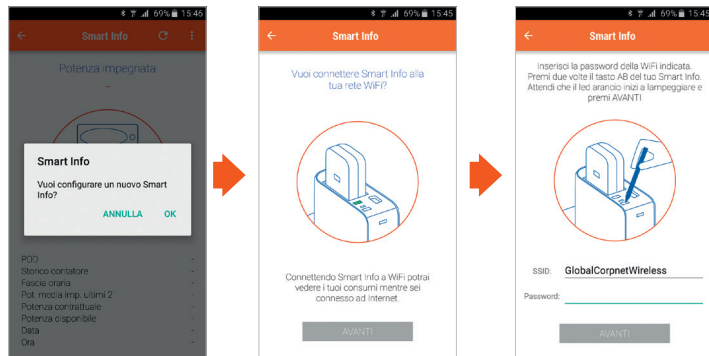 69% 15:46
Smart Info
Potenza impegnata
-
Smart Info
Vuoi configurare un nuovo Smart
Info?
ANNULLA OK
POD -
Storico contatore -
Fascia oraria -
Pot. media imp. ultimi 2' -
Potenza contrattuale -
Potenza disponibile -
Data -
Ora -
69% 15:45
Smart Info
Vuoi connettere Smart Info alla
tua rete WiFi?
Connettendo Smart Info a WiFi potrai
vedere i tuoi consumi mentre sei
connesso ad Internet.
AVANTI
69% 15:45
Smart Info
Inserisci la password della WiFi indicata.
Premi due volte il tasto AB del tuo Smart Info.
Attendi che il led arancio inizi a lampeggiare e
premi AVANTI
SSID: GlobalCorpnetWireless
Password:
AVANTI